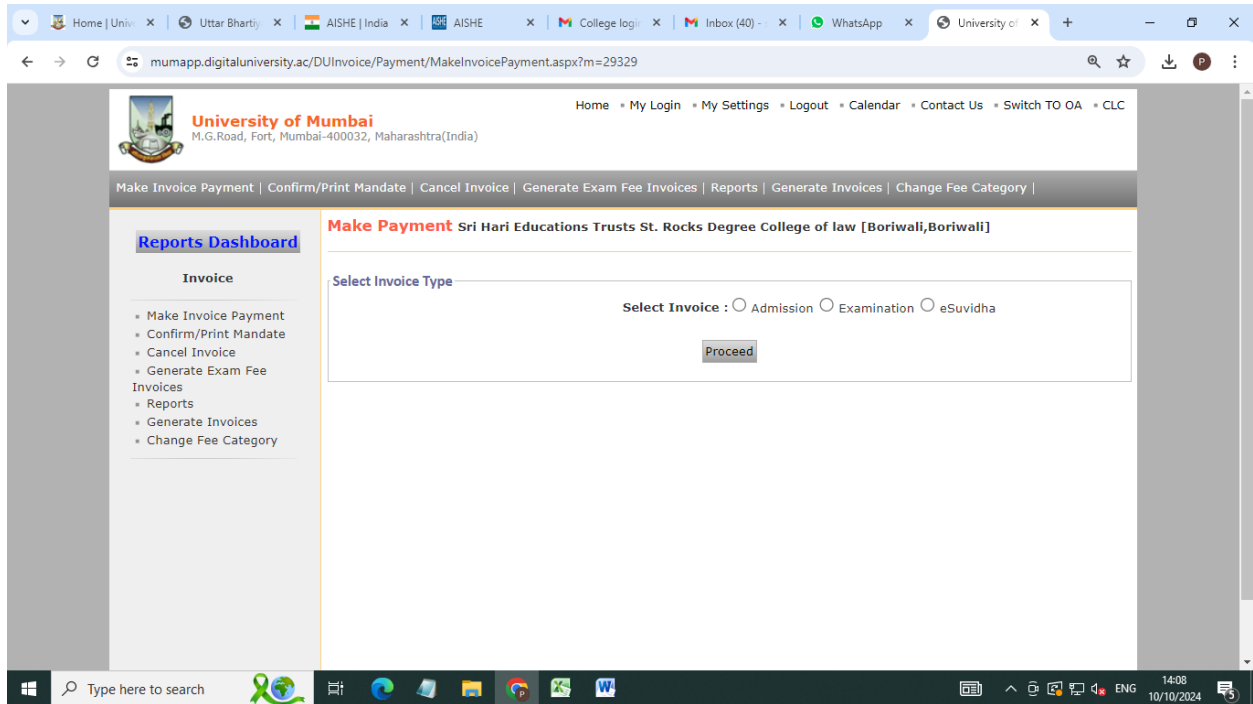 Home | Univ
Uttar Bhartiy
AISHE | India
AISHE
College login
Inbox (40) -
WhatsApp
University of
mumapp.digitaluniversity.ac/DUInvoice/Payment/MakeInvoicePayment.aspx?m=29329
P
Home My Login My Settings Logout Calendar Contact Us Switch TO OA CLC
University of Mumbai
M.G.Road, Fort, Mumbai-400032, Maharashtra(India)
Make Invoice Payment | Confirm/Print Mandate | Cancel Invoice | Generate Exam Fee Invoices | Reports | Generate Invoices | Change Fee Category |
Reports Dashboard
Invoice
Make Invoice Payment
Confirm/Print Mandate
Cancel Invoice
Generate Exam Fee
Invoices
Reports
Generate Invoices
Change Fee Category
Make Payment Sri Hari Educations Trusts St. Rocks Degree College of law [Boriwali,Boriwali]
Select Invoice Type
Select Invoice : Admission Examination eSuvidha
Proceed
Type here to search
ENG
14:08
10/10/2024
5